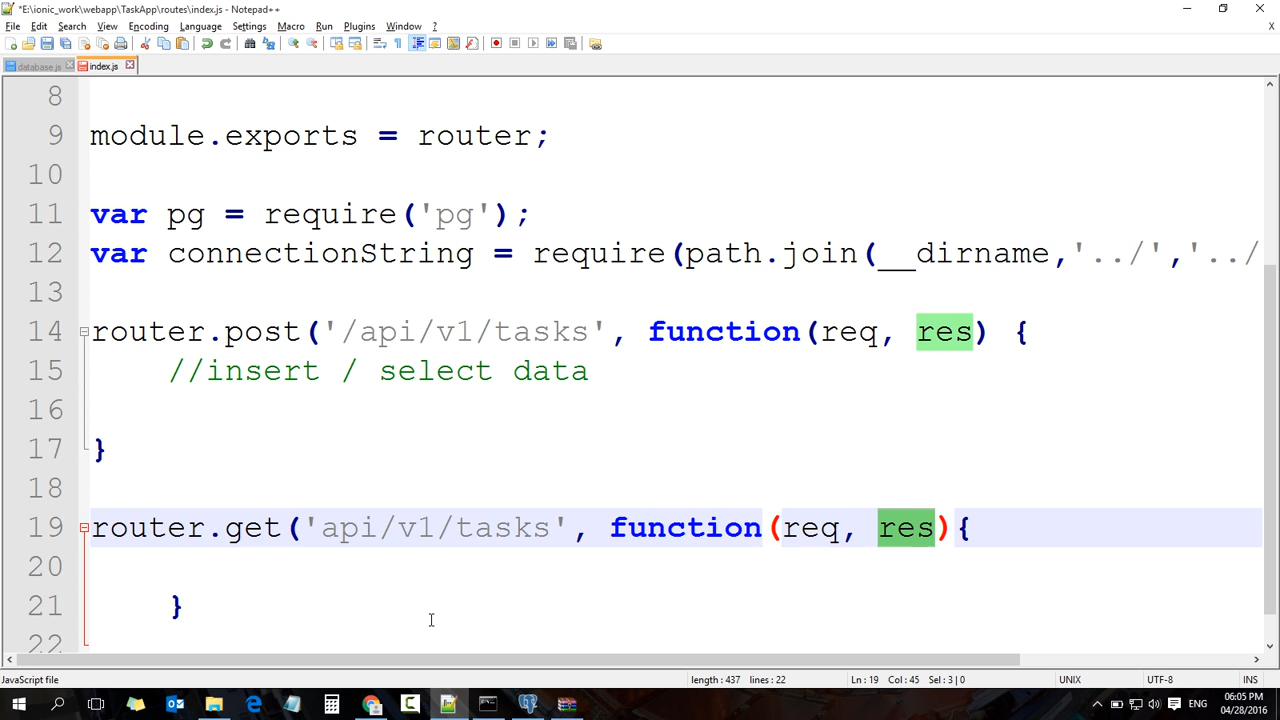 *E:\ionic_work\webapp\TaskApp\routes\index.js - Notepad++
File Edit Search View Encoding Language Settings Macro Run Plugins Window ?
X
database.js index.js
8
9 module.exports = router;
10
11 var pg = require('pg');
12 var connectionString = require(path.join(__dirname,'../','../
13
14 router.post('/api/v1/tasks', function(req, res) {
15 //insert / select data
16
17 }
18
19 router.get('api/v1/tasks', function(req, res){
20
21 }
22
JavaScript file length : 437 lines : 22 Ln : 19 Col : 45 Sel : 3 | 0 UNIX UTF-8 INS
ENG 06:05 PM
04/28/2016